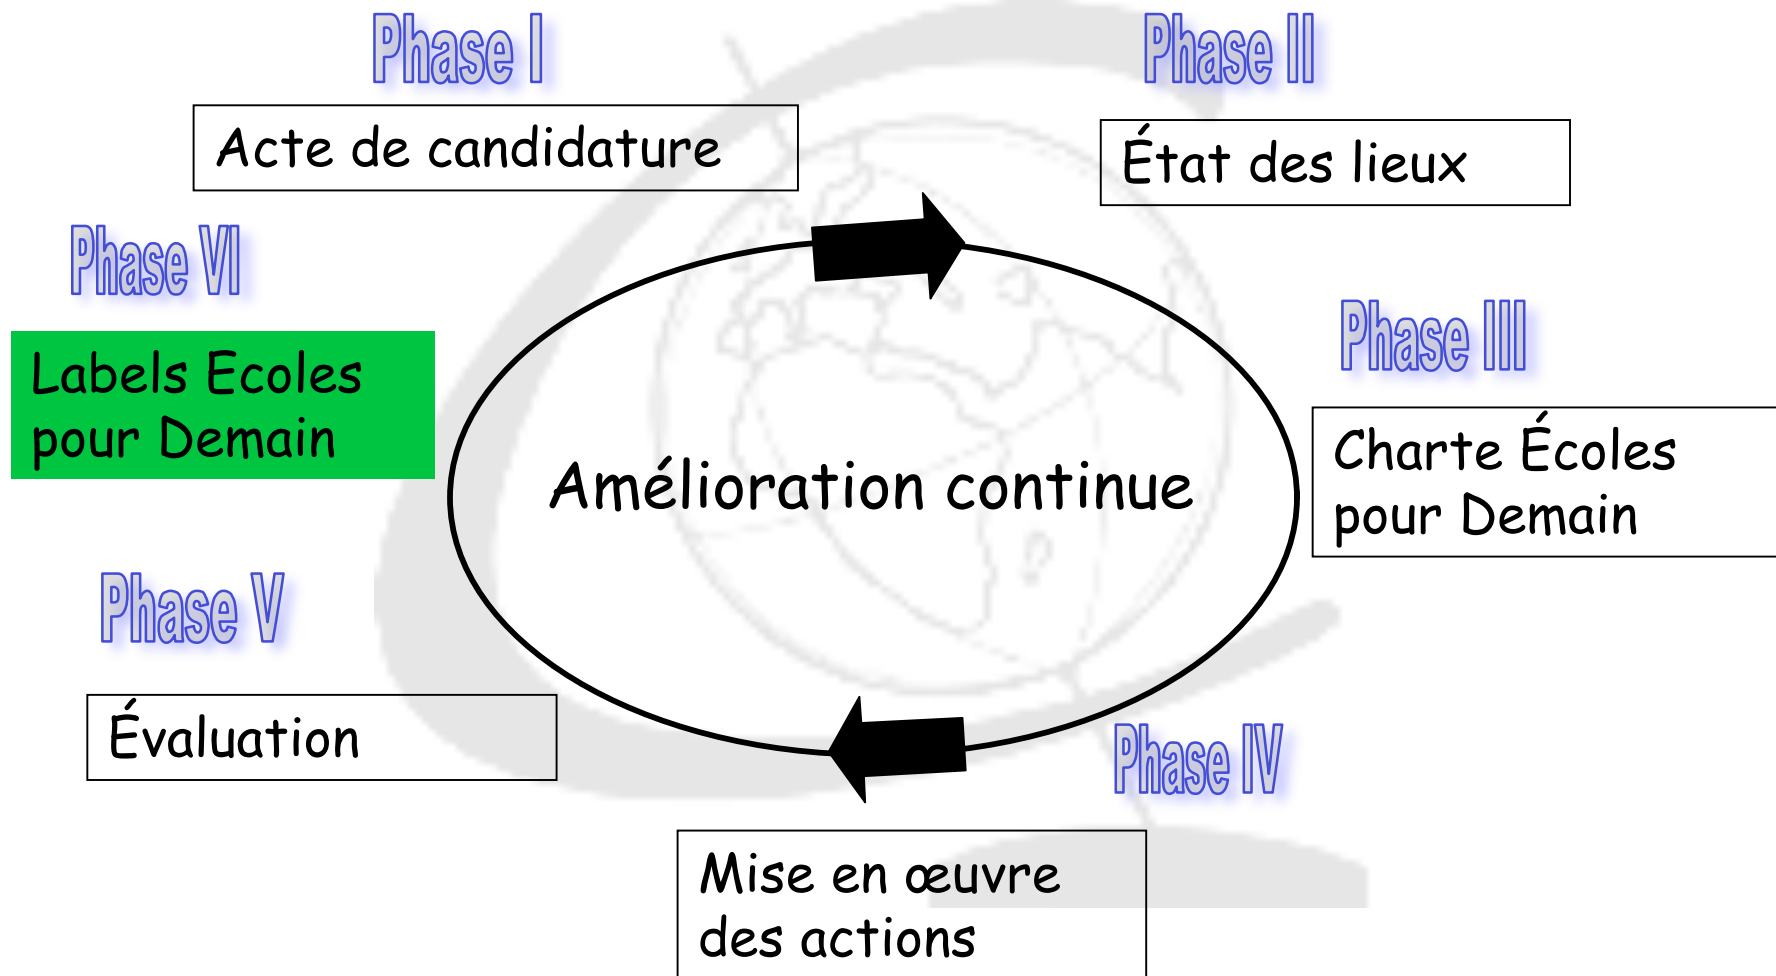 Phase I
Acte de candidature
Phase II
État des lieux
Phase III
Charte Écoles
pour Demain
Phase IV
Mise en œuvre
des actions
Phase V
Évaluation
Phase VI
Labels Ecoles
pour Demain
Amélioration continue